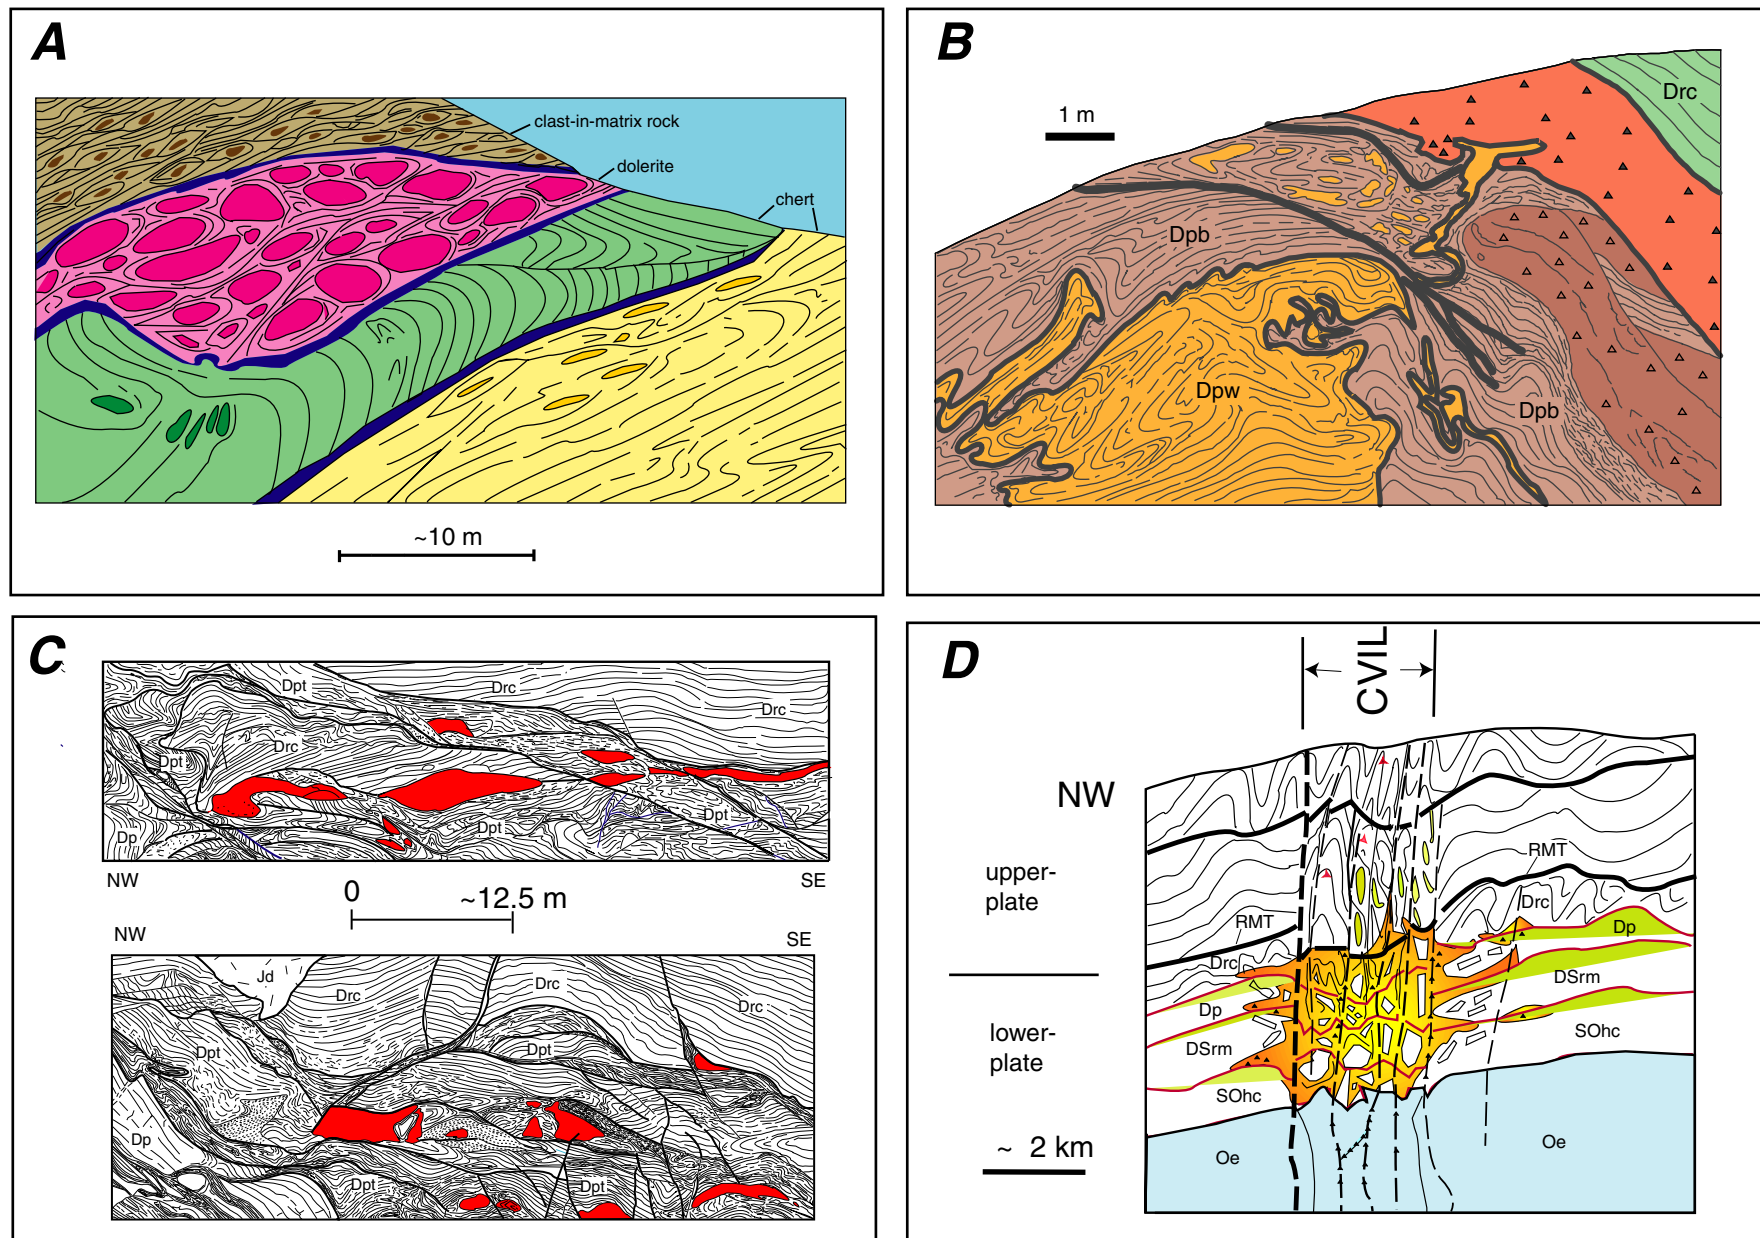 A
clast-in-matrix rock
dolerite
chert
~10 m
B
1 m
Drc
Dpb
Dpw
Dpb
C
Dpt
Drc
Drc
Drc
Dpt
Dp
Dpt
Dpt
NW
SE
0
~12.5 m
NW
SE
Jd
Drc
Drc
Drc
Dpt
Dpt
Dp
Dpt
Dpt
D
CVIL
NW
upper-
plate
RMT
RMT
Drc
Drc
Dp
DSrm
Dp
lower-
plate
DSrm
SOhc
SOhc
~ 2 km
Oe
Oe